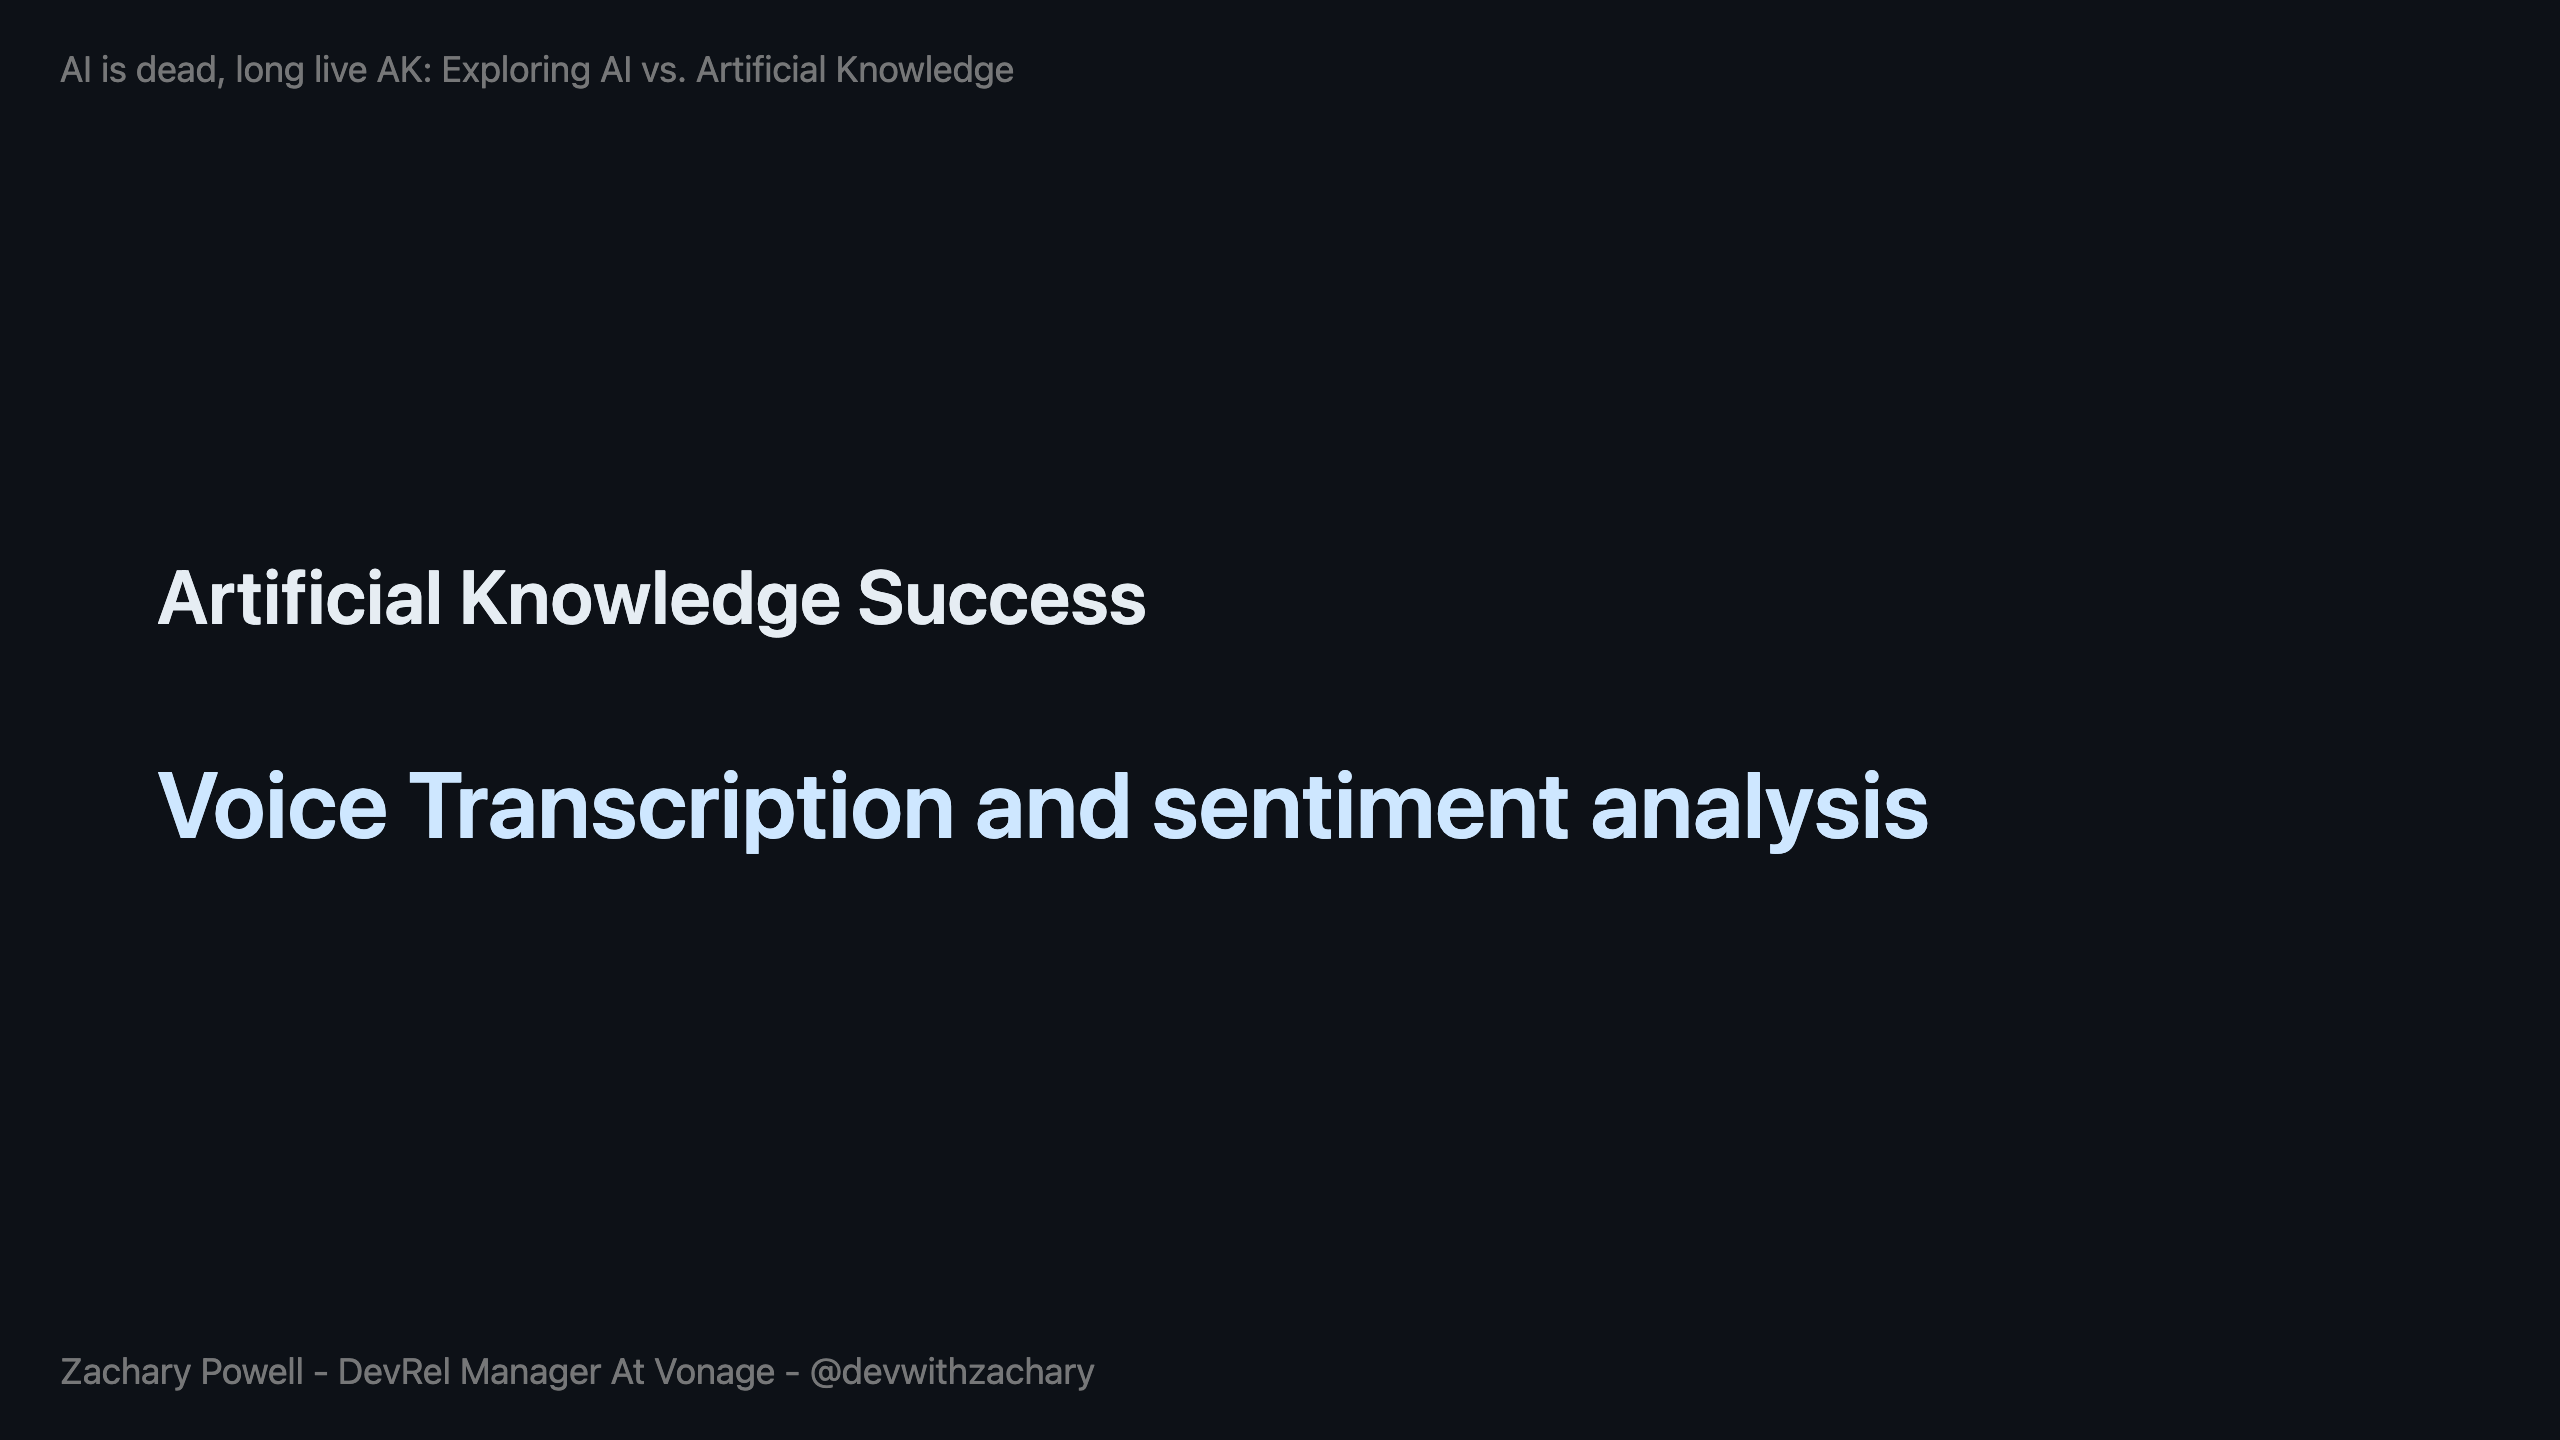 AI is dead, long live AK: Exploring AI vs. Artificial Knowledge
Artificial Knowledge Success
Voice Transcription and sentiment analysis
Zachary Powell - DevRel Manager At Vonage - @devwithzachary